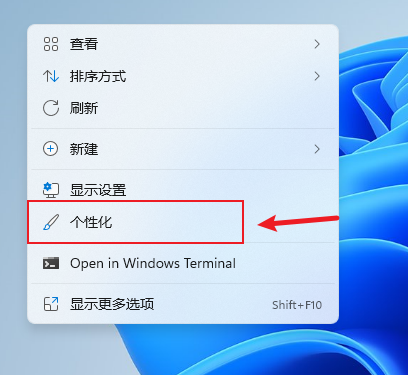 查看
排序方式
刷新
新建
显示设置
个性化
Open in Windows Terminal
显示更多选项 Shift+F10